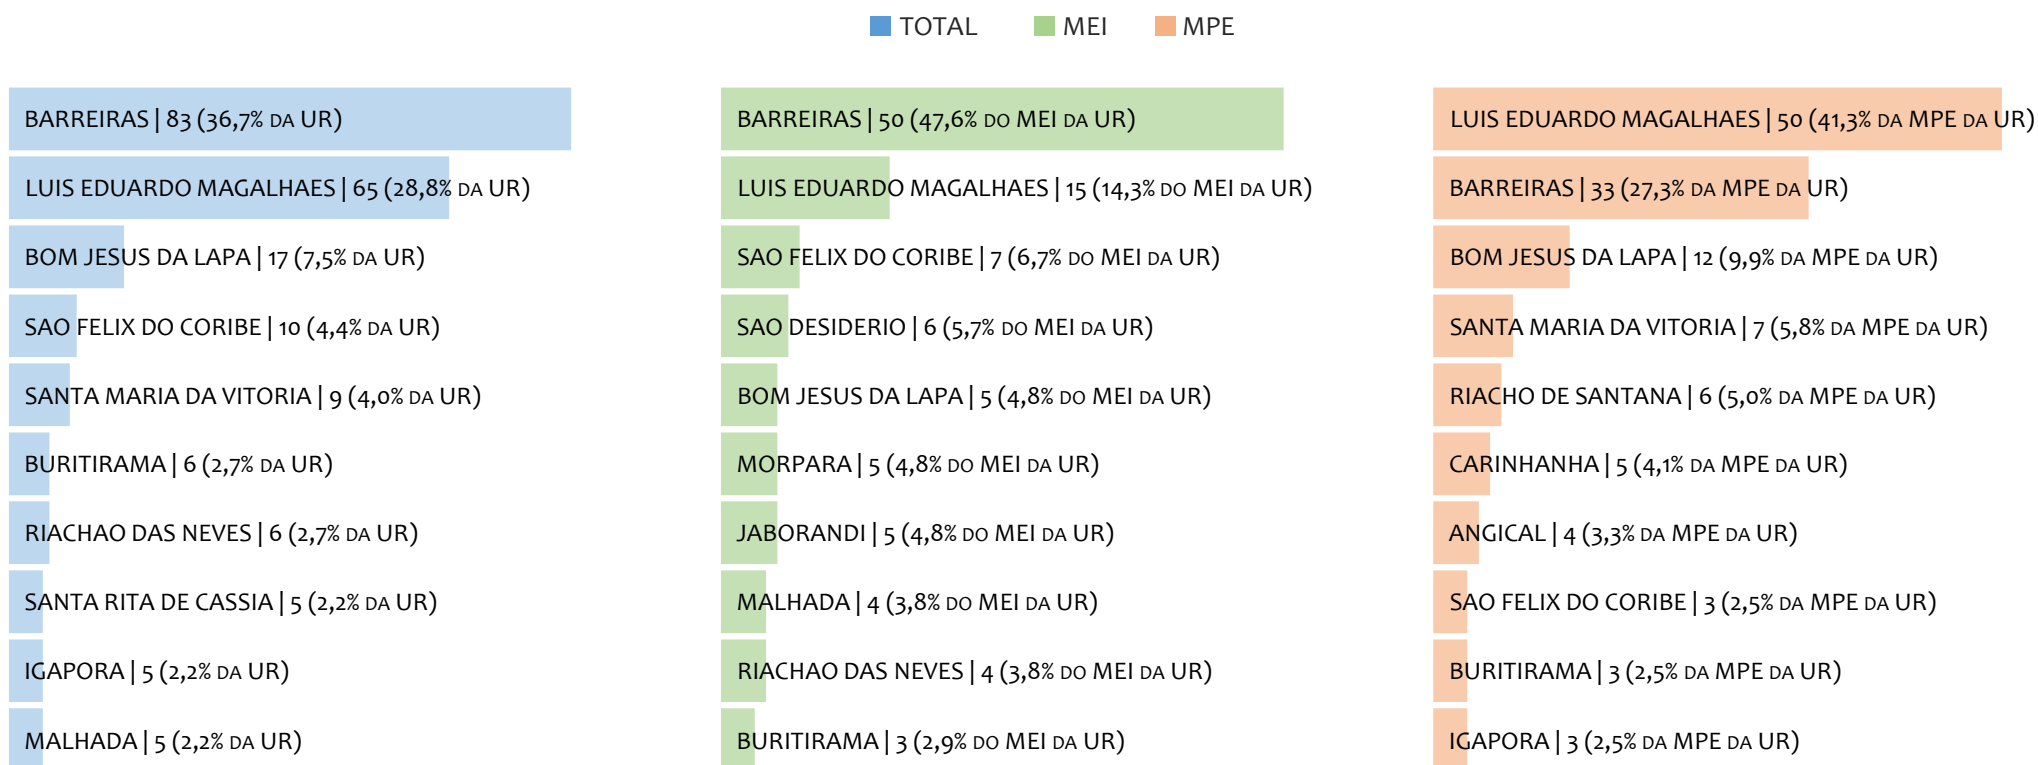 TOTAL MEI MPE
BARREIRAS | 83 (36,7% DA UR)
LUIS EDUARDO MAGALHAES | 65 (28,8% DA UR)
BOM JESUS DA LAPA | 17 (7,5% DA UR)
SAO FELIX DO CORIBE | 10 (4,4% DA UR)
SANTA MARIA DA VITORIA | 9 (4,0% DA UR)
BURITIRAMA | 6 (2,7% DA UR)
RIACHAO DAS NEVES | 6 (2,7% DA UR)
SANTA RITA DE CASSIA | 5 (2,2% DA UR)
IGAPORA | 5 (2,2% DA UR)
MALHADA | 5 (2,2% DA UR)
BARREIRAS | 50 (47,6% DO MEI DA UR)
LUIS EDUARDO MAGALHAES | 15 (14,3% DO MEI DA UR)
SAO FELIX DO CORIBE | 7 (6,7% DO MEI DA UR)
SAO DESIDERIO | 6 (5,7% DO MEI DA UR)
BOM JESUS DA LAPA | 5 (4,8% DO MEI DA UR)
MORPARA | 5 (4,8% DO MEI DA UR)
JABORANDI | 5 (4,8% DO MEI DA UR)
MALHADA | 4 (3,8% DO MEI DA UR)
RIACHAO DAS NEVES | 4 (3,8% DO MEI DA UR)
BURITIRAMA | 3 (2,9% DO MEI DA UR)
LUIS EDUARDO MAGALHAES | 50 (41,3% DA MPE DA UR)
BARREIRAS | 33 (27,3% DA MPE DA UR)
BOM JESUS DA LAPA | 12 (9,9% DA MPE DA UR)
SANTA MARIA DA VITORIA | 7 (5,8% DA MPE DA UR)
RIACHO DE SANTANA | 6 (5,0% DA MPE DA UR)
CARINHANHA | 5 (4,1% DA MPE DA UR)
ANGICAL | 4 (3,3% DA MPE DA UR)
SAO FELIX DO CORIBE | 3 (2,5% DA MPE DA UR)
BURITIRAMA | 3 (2,5% DA MPE DA UR)
IGAPORA | 3 (2,5% DA MPE DA UR)